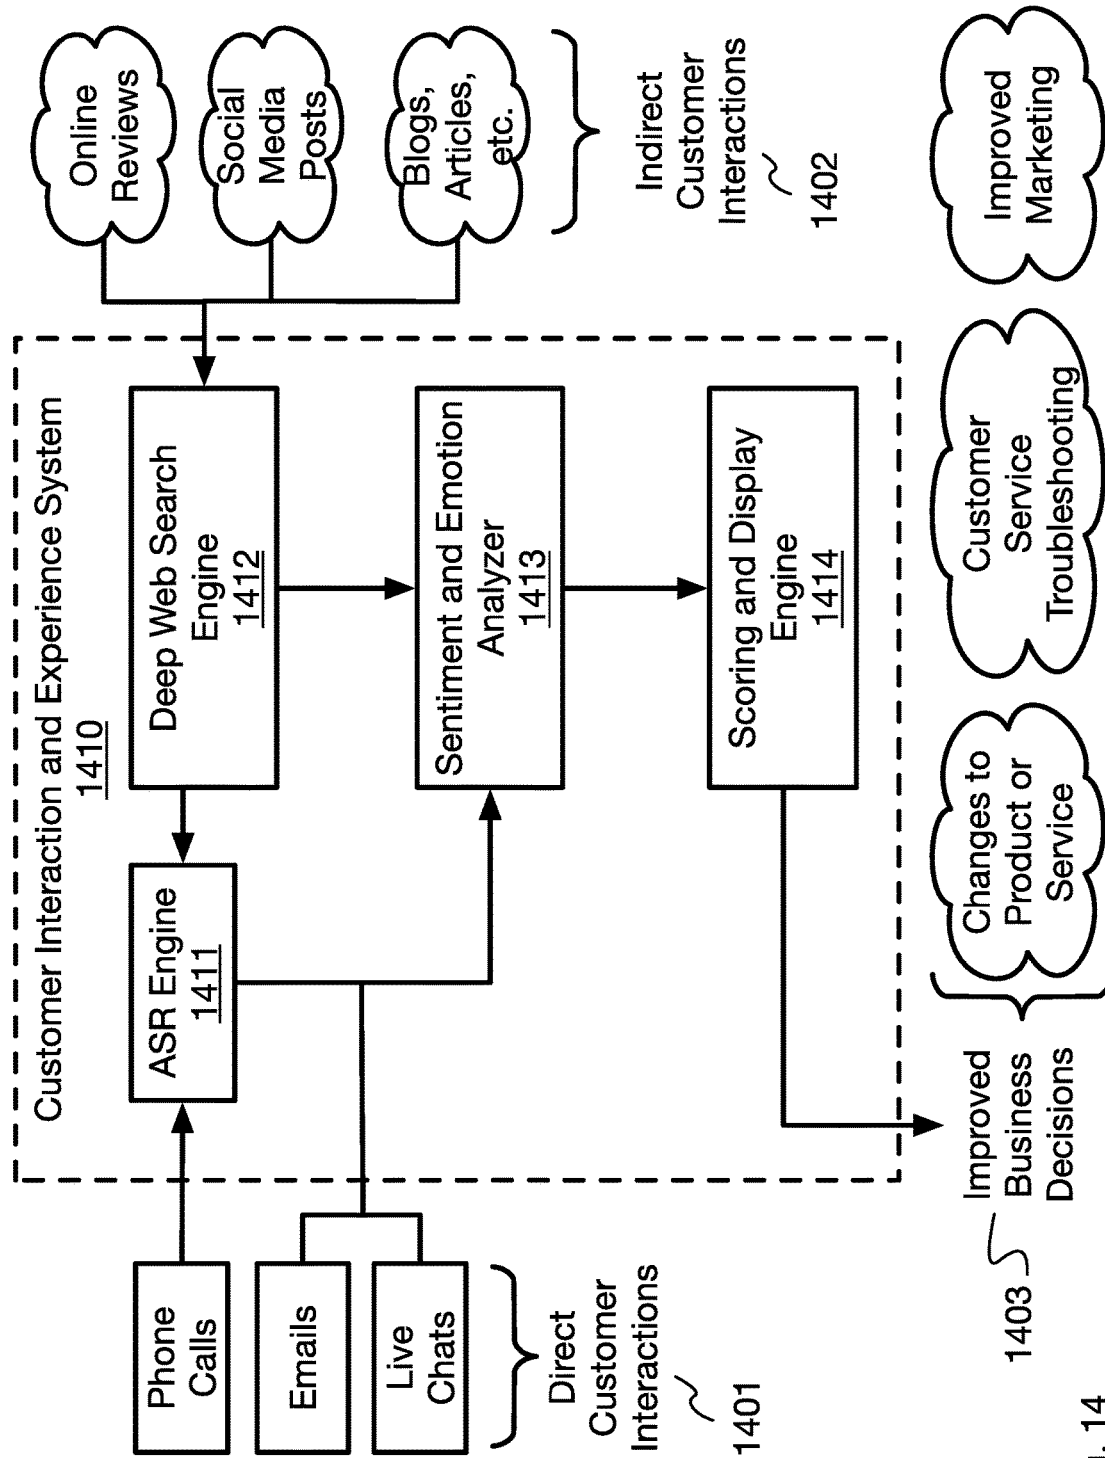 Customer Interaction and Experience System
1410
Phone
Calls
Emails
Live
Chats
Direct
Customer
Interactions
1401
ASR Engine
1411
Deep Web Search
Engine
1412
Sentiment and Emotion
Analyzer
1413
Scoring and Display
Engine
1414
Online
Reviews
Social
Media
Posts
Blogs,
Articles,
etc.
Indirect
Customer
Interactions
1402
1403
Improved
Business
Decisions
Changes to
Product or
Service
Customer
Service
Troubleshooting
Improved
Marketing
14